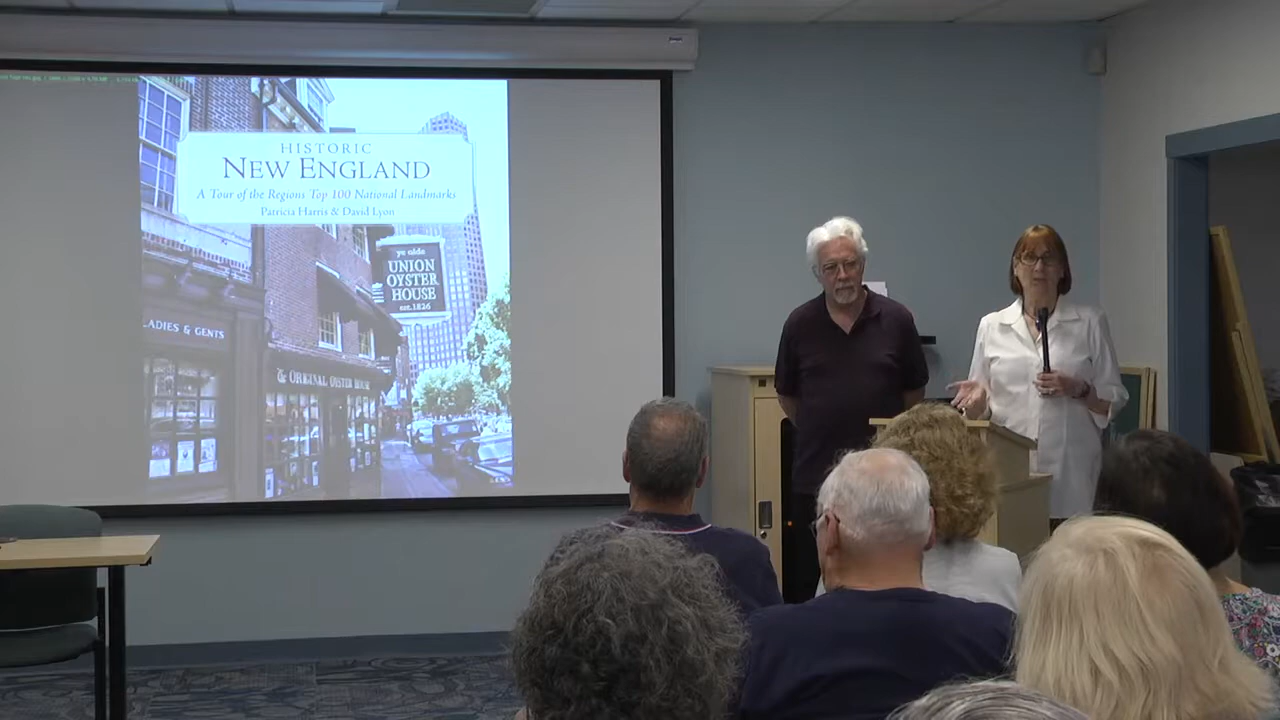 HISTORIC
NEW ENGLAND
A Tour of the Regions Top 100 National Landmarks
Patricia Harris & David Lyon
ye olde
UNION
OYSTER
HOUSE
est. 1826
LADIES & GENTS
Ye ORIGINAL OYSTER HOUSE